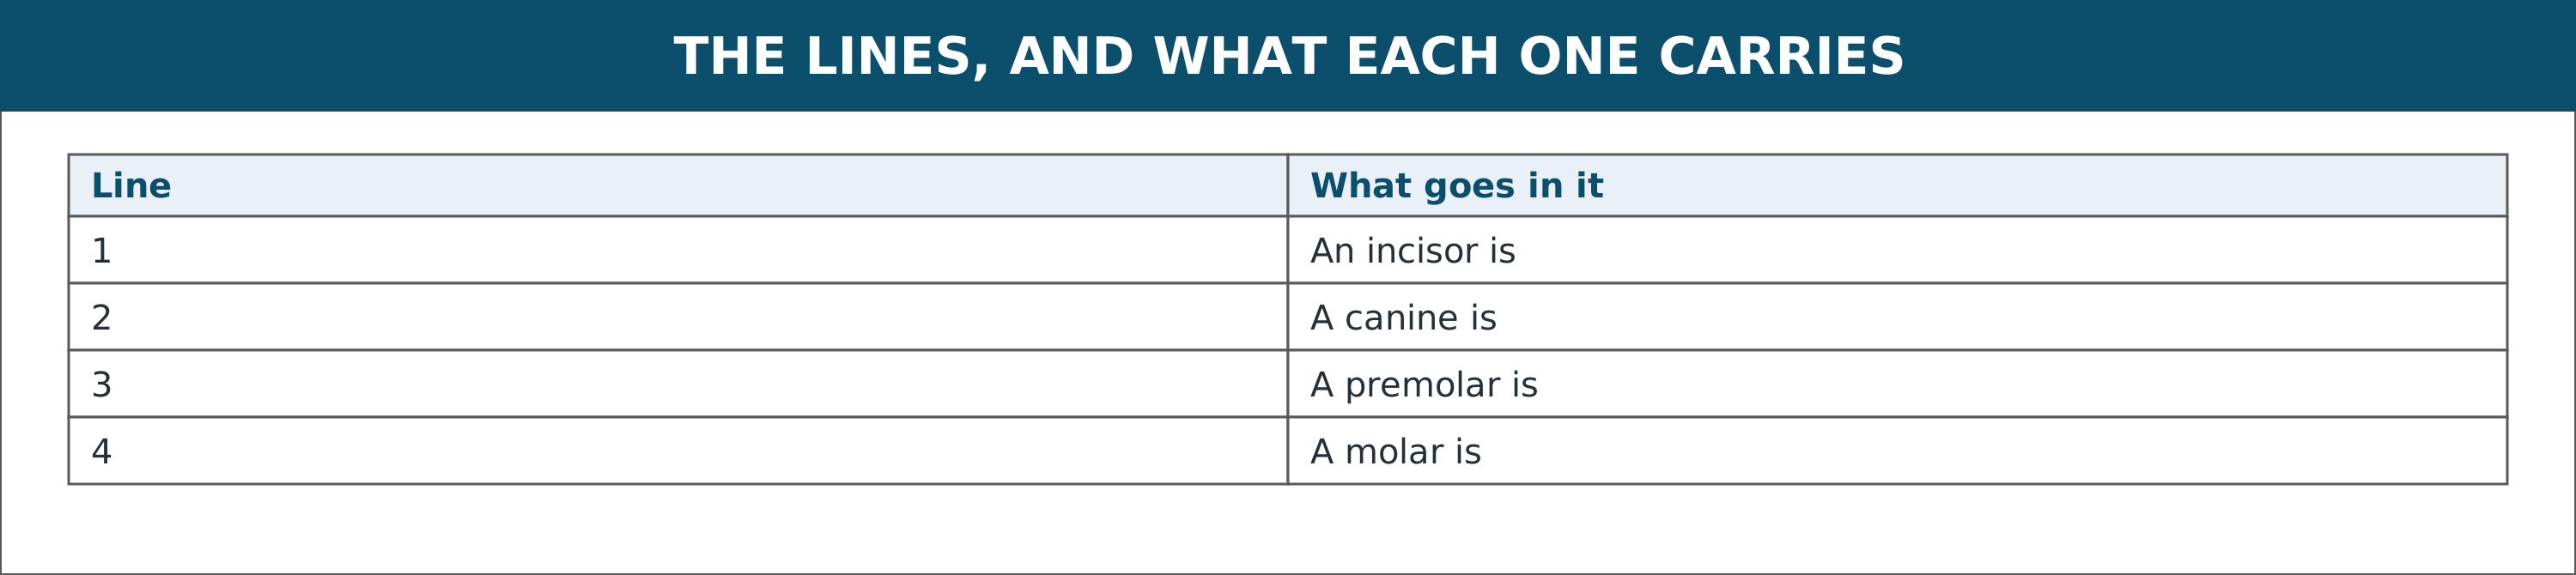 THE LINES, AND WHAT EACH ONE CARRIES
Line What goes in it
1 An incisor is
2 A canine is
3 A premolar is
4 A molar is